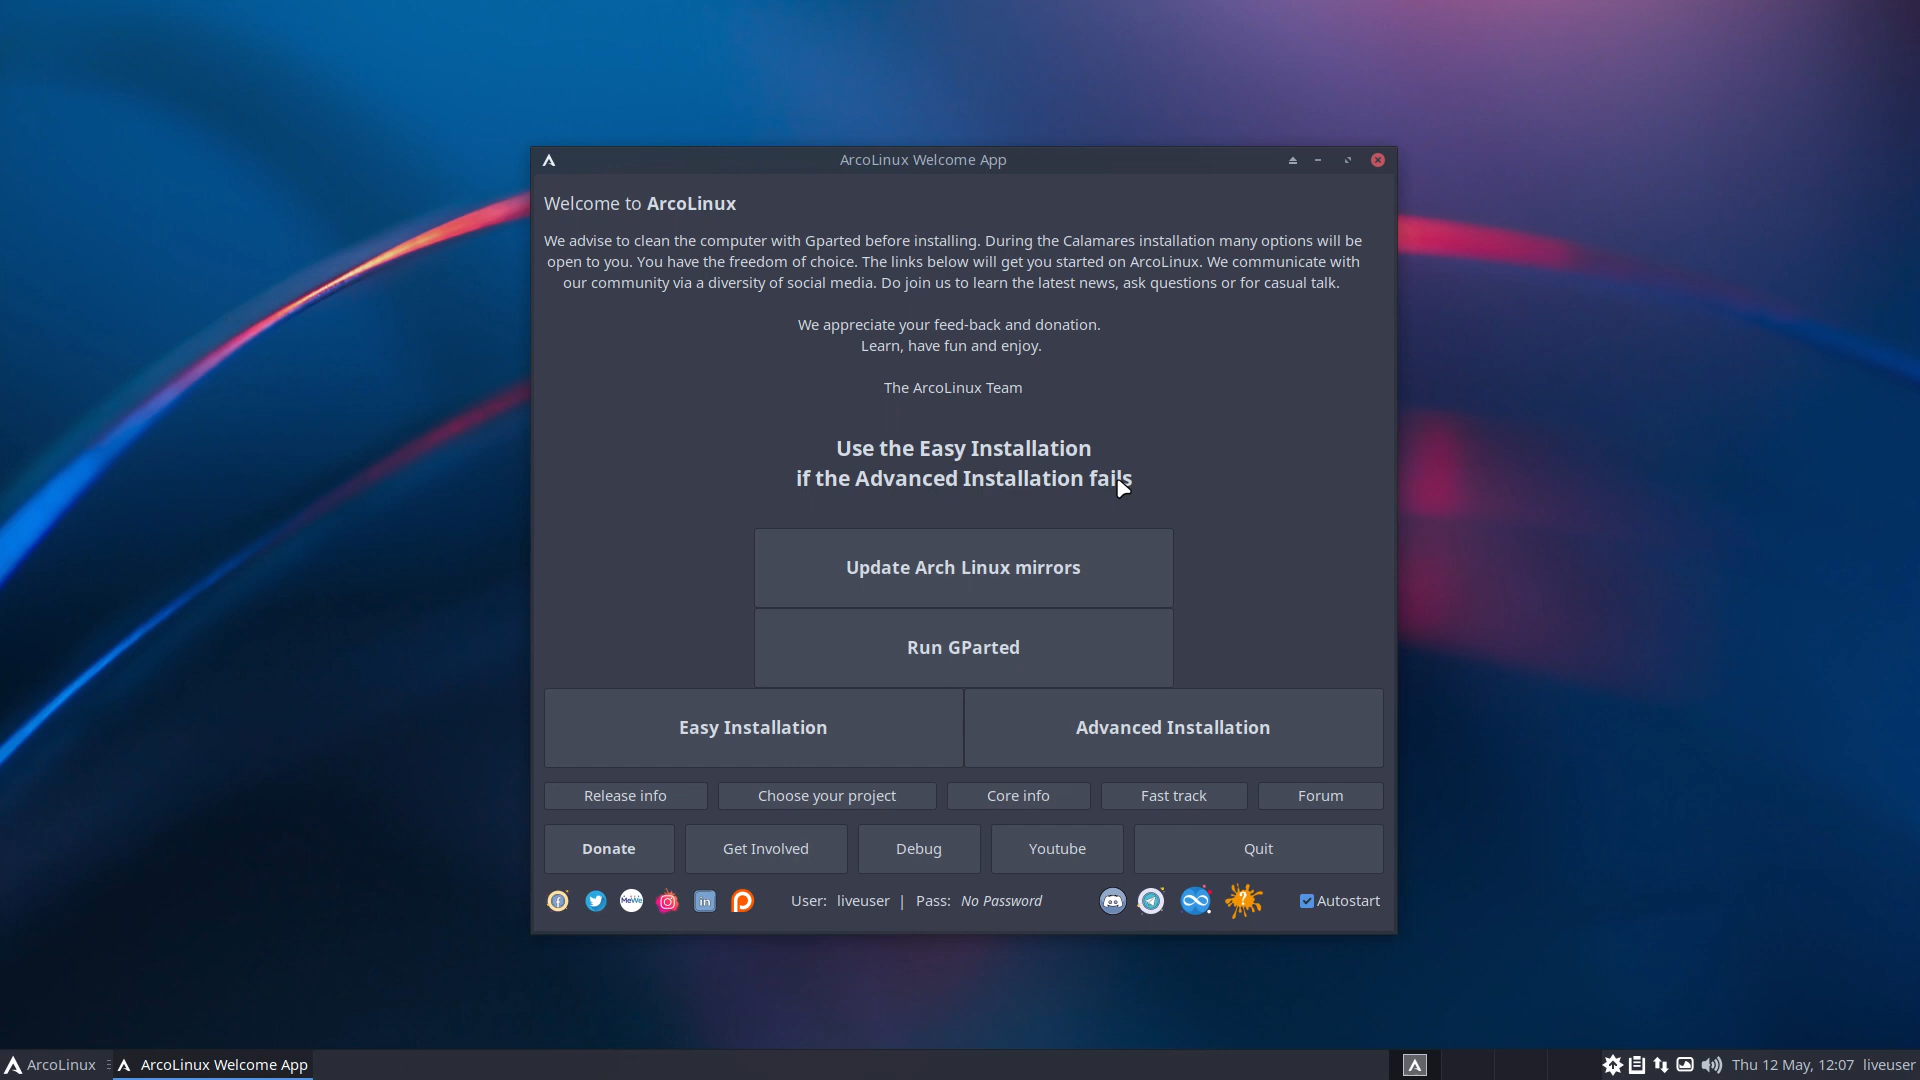 ArcoLinux Welcome App
Welcome to ArcoLinux
We advise to clean the computer with Gparted before installing. During the Calamares installation many options will be
open to you. You have the freedom of choice. The links below will get you started on ArcoLinux. We communicate with
our community via a diversity of social media. Do join us to learn the latest news, ask questions or for casual talk.
We appreciate your feed-back and donation.
Learn, have fun and enjoy.
The ArcoLinux Team
Use the Easy Installation
if the Advanced Installation fails
Update Arch Linux mirrors
Run GParted
Easy Installation
Advanced Installation
Release info
Choose your project
Core info
Fast track
Forum
Donate
Get Involved
Debug
Youtube
Quit
MeWe
in
User: liveuser | Pass: No Password
?
Autostart
ArcoLinux
ArcoLinux Welcome App
Thu 12 May, 12:07 liveuser